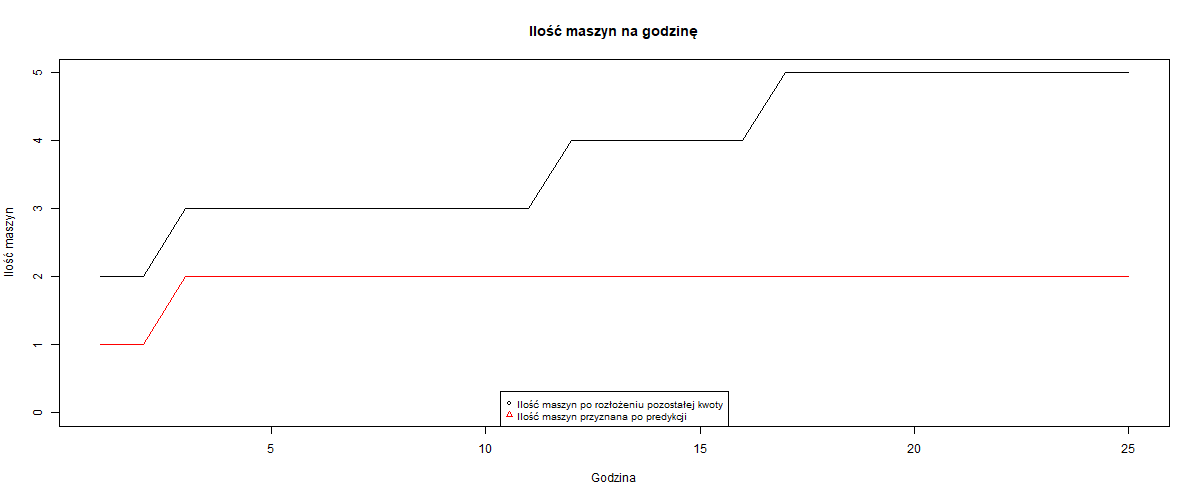 Ilość maszyn na godzinę
Ilość maszyn
5
4
3
2
1
0
Ilość maszyn po rozłożeniu pozostałej kwoty
Ilość maszyn przyznana po predykcji
5 10 15 20 25
Godzina